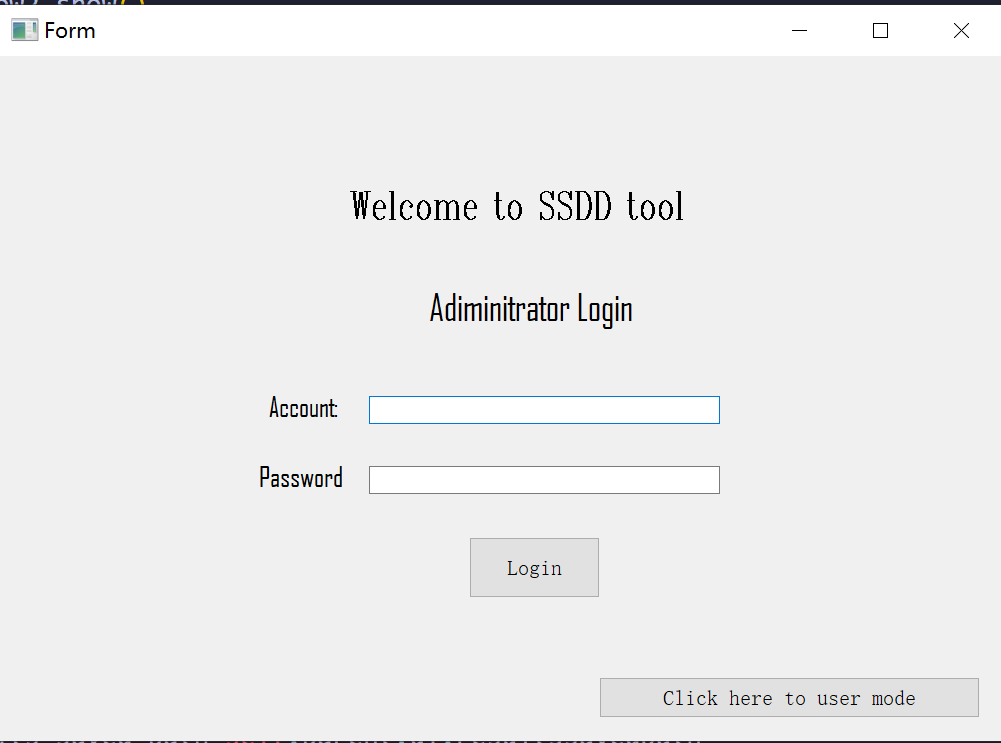 Form
Welcome to SSDD tool
Adiminitrator Login
Account:
Password
Login
Click here to user mode